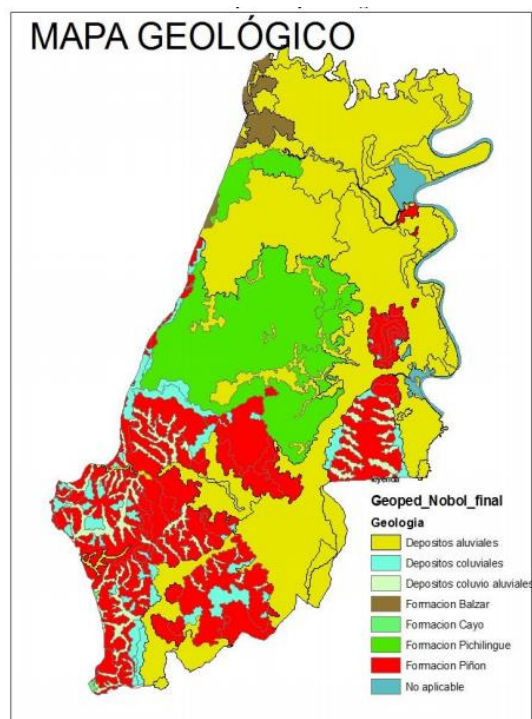 MAPA GEOLÓGICO
leyenda
Geoped_Nobol_final
Geologia
Depositos aluviales
Depositos coluviales
Depositos coluvio aluviales
Formacion Balzar
Formacion Cayo
Formacion Pichilingue
Formacion Piñon
No aplicable